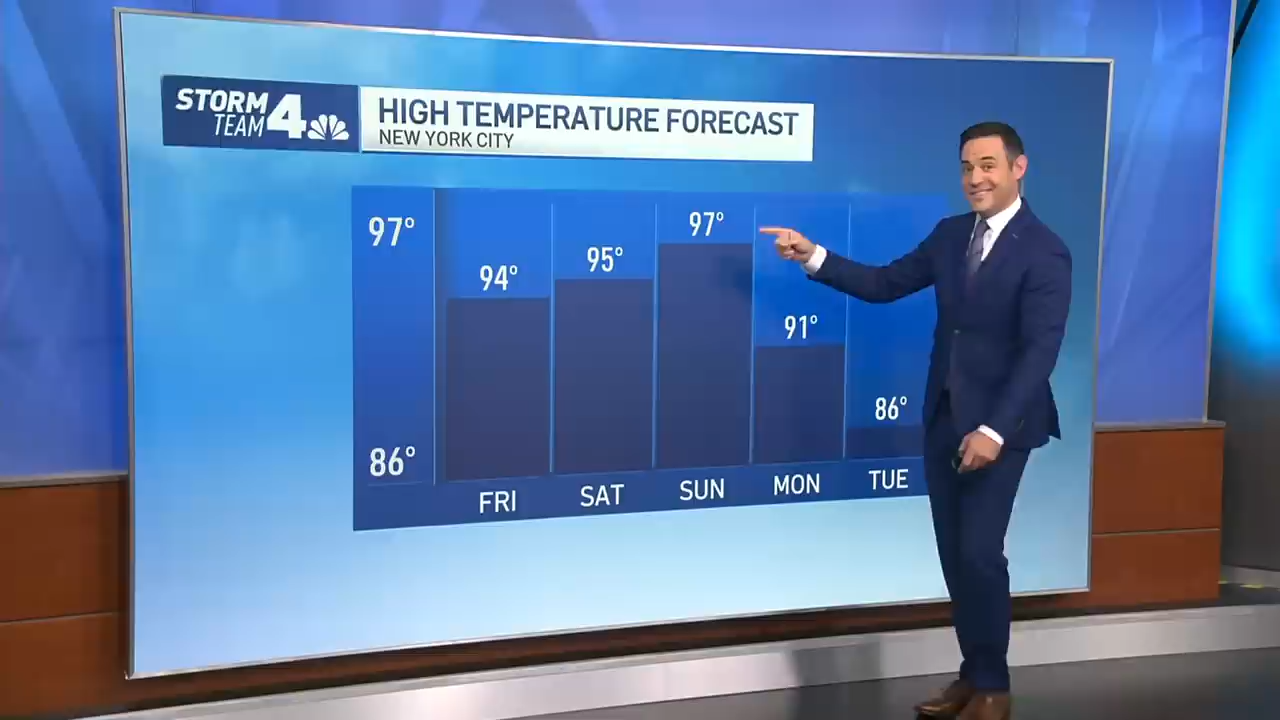 STORM
TEAM 4
HIGH TEMPERATURE FORECAST
NEW YORK CITY
97°
86°
94°
95°
97°
91°
86°
FRI
SAT
SUN
MON
TUE